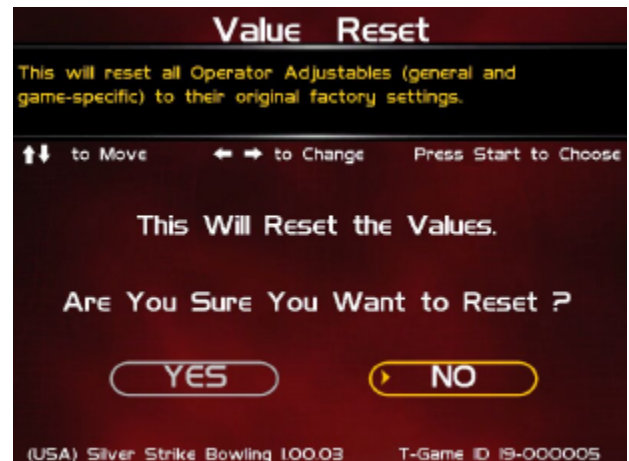 Value Reset
This will reset all Operator Adjustables (general and
game-specific) to their original factory settings.
to Move to Change Press Start to Choose
This Will Reset the Values.
Are You Sure You Want to Reset ?
YES NO
(USA) Silver Strike Bowling 1.00.03 T-Game ID 19-000005